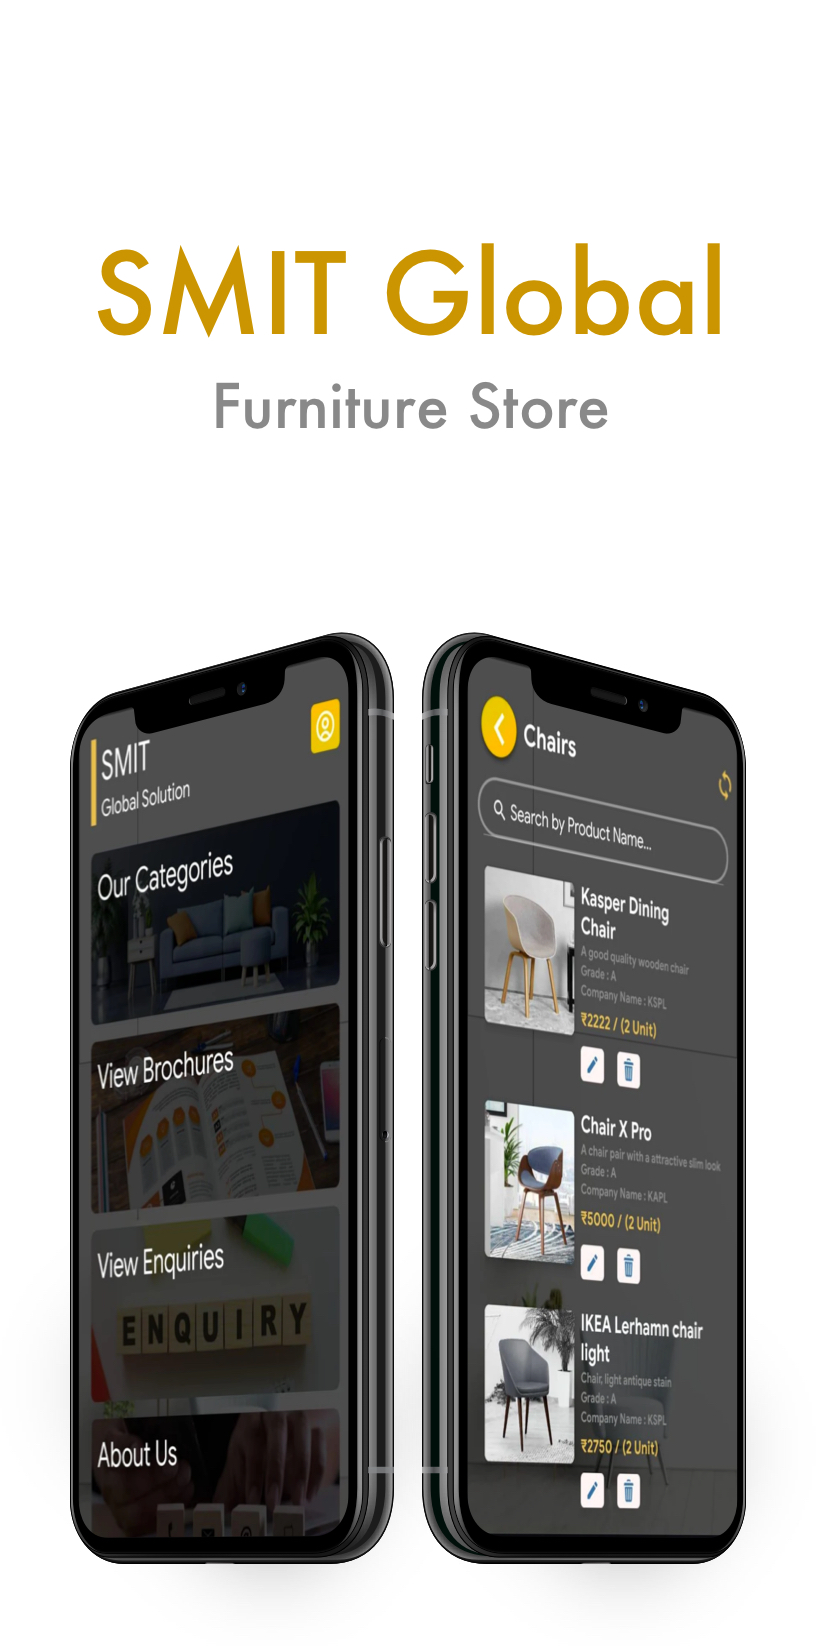 SMIT Global
Furniture Store
SMIT
Global Solution
Our Categories
View Brochures
View Enquiries
ENQUIRY
About Us
Chairs
Search by Product Name...
Kasper Dining
Chair
A good quality wooden chair
Grade : A
Company Name : KSPL
₹2222 / (2 Unit)
Chair X Pro
A chair pair with a attractive slim look
Grade : A
Company Name : KAPL
₹5000 / (2 Unit)
IKEA Lerhamn chair
light
Chair, light antique stain
Grade : A
Company Name : KSPL
₹2750 / (2 Unit)